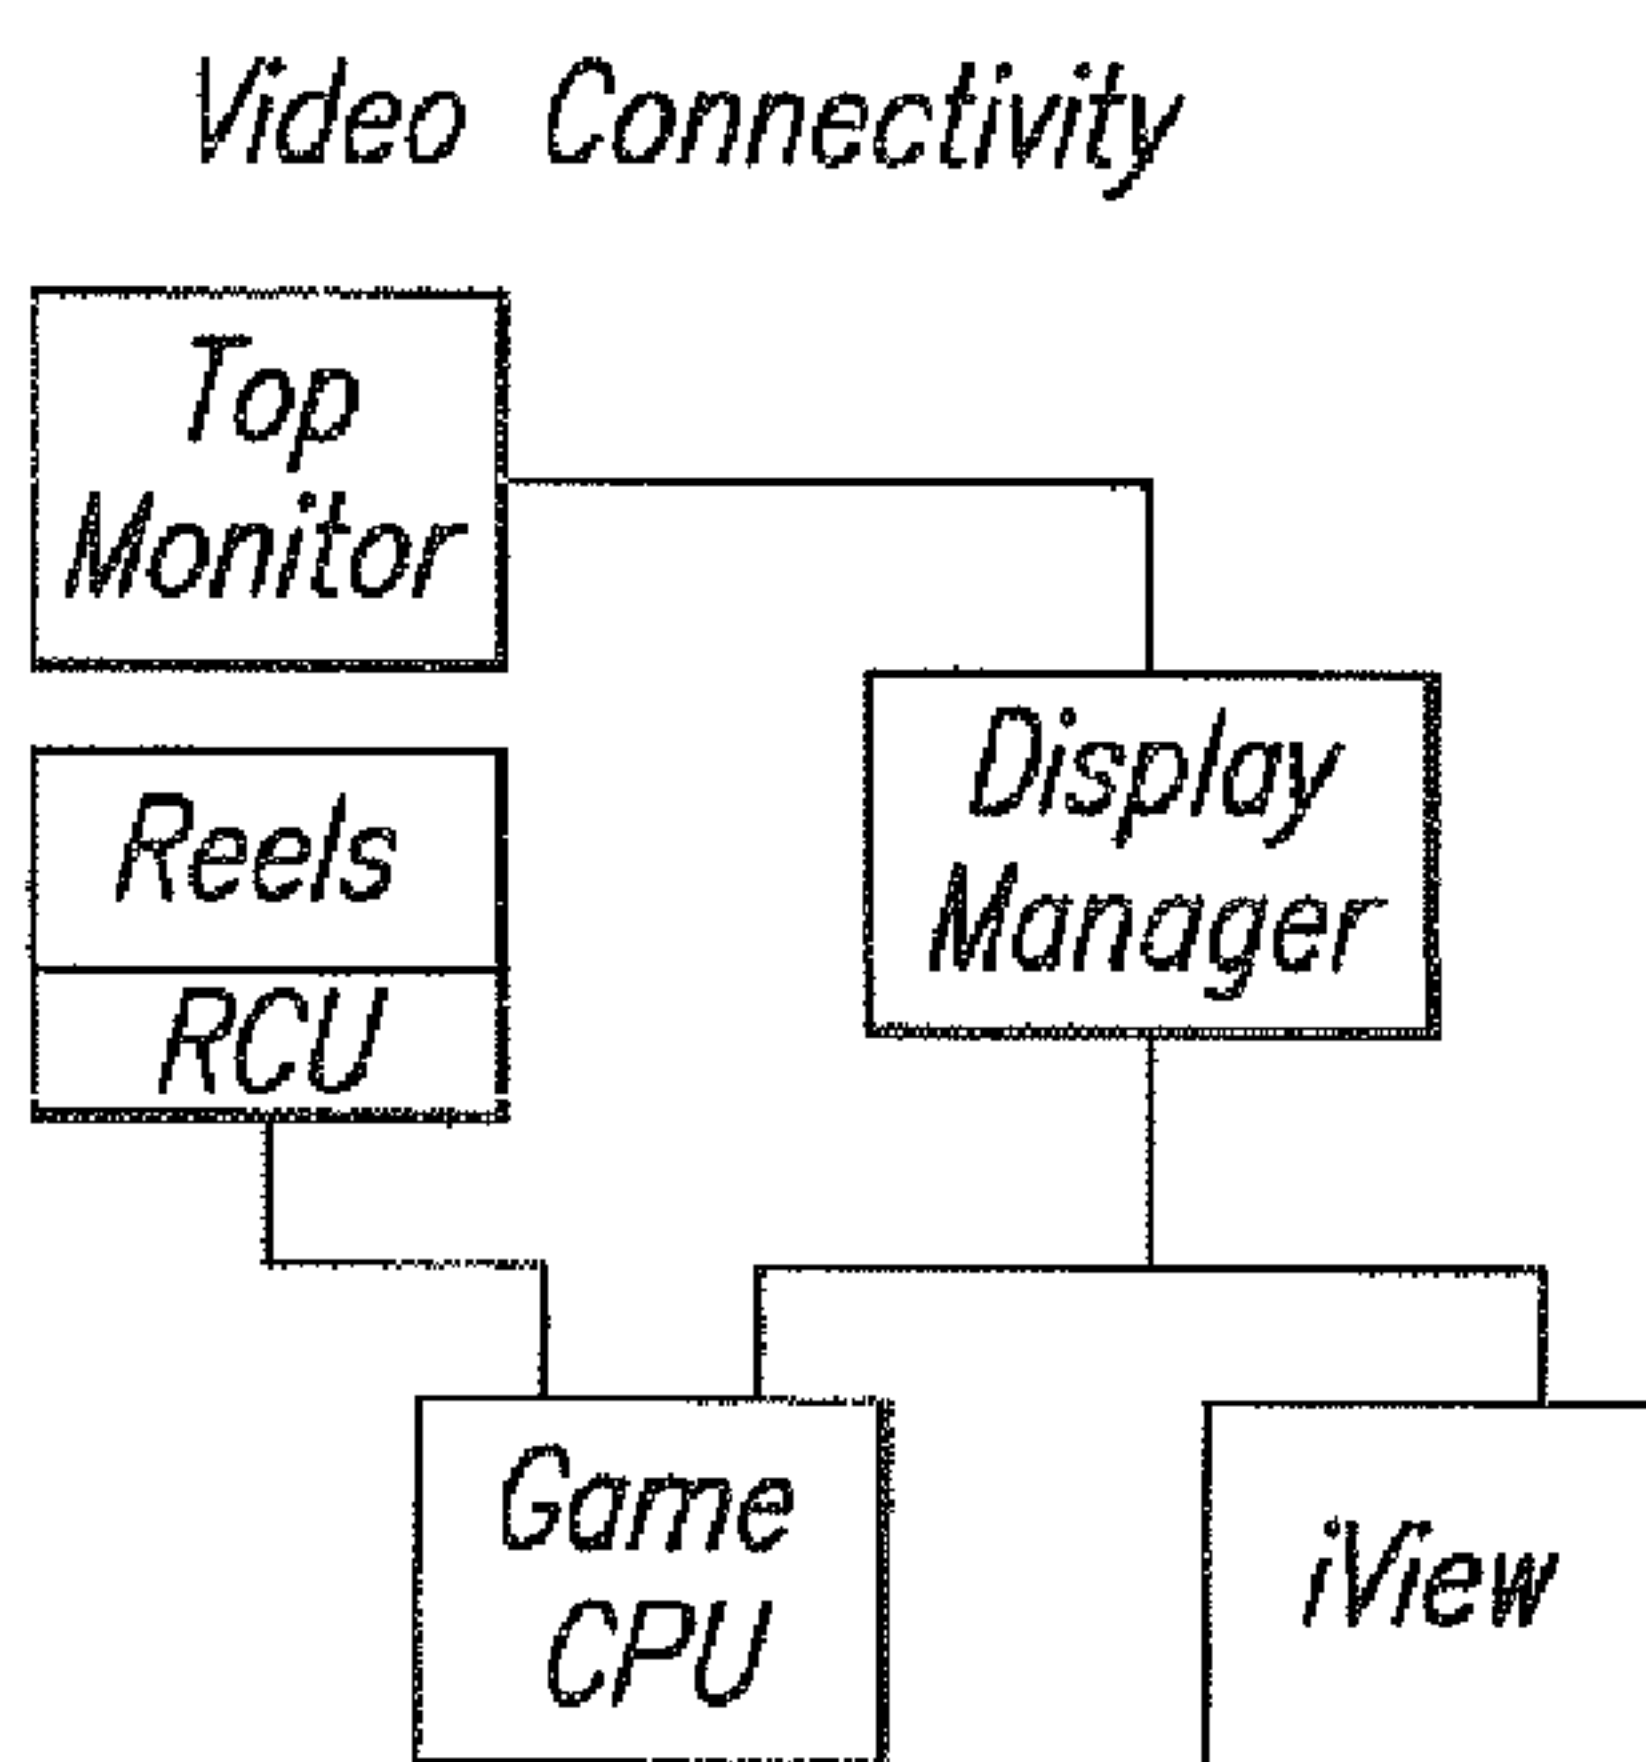 Video Connectivity
Top
Monitor
Reels
RCU
Display
Manager
Game
CPU
iView